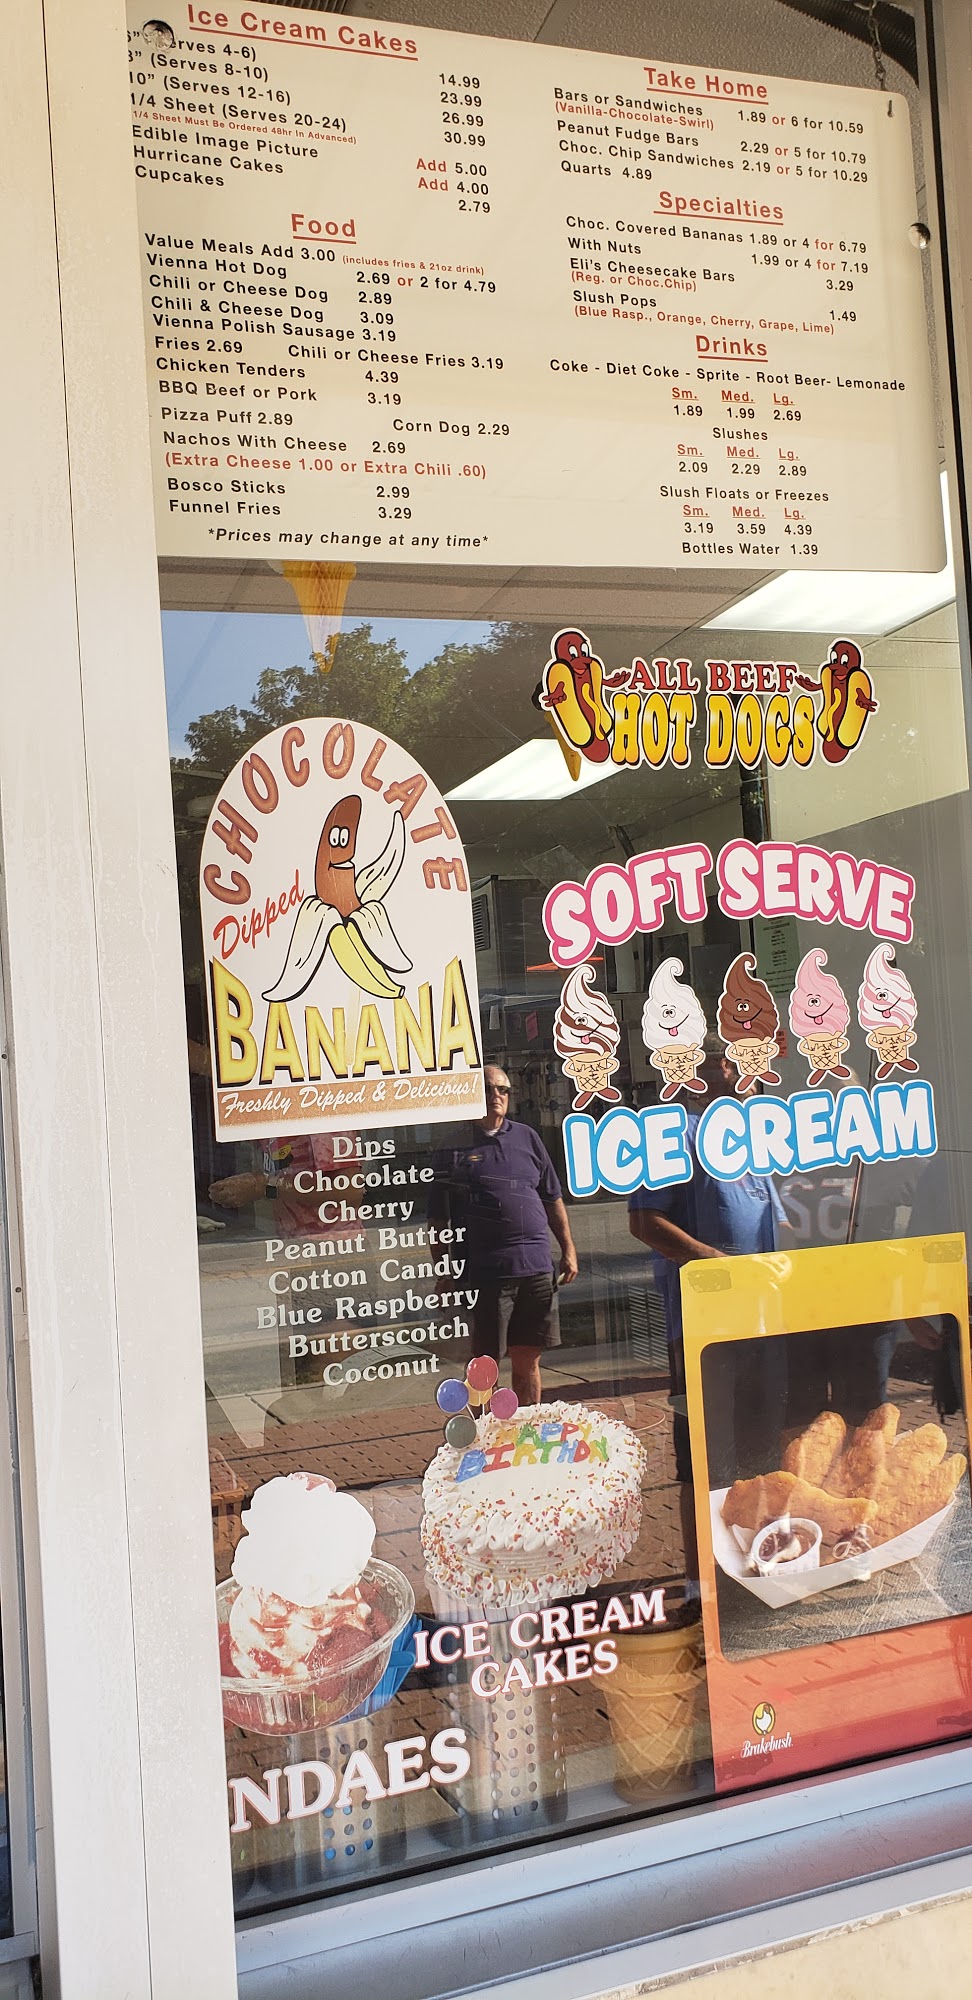 Ice Cream Cakes
6" (Serves 4-6) 14.99
8" (Serves 8-10) 23.99
10" (Serves 12-16) 26.99
1/4 Sheet (Serves 20-24) 30.99
1/4 Sheet Must Be Ordered 48hr In Advanced)
Edible Image Picture Add 5.00
Hurricane Cakes Add 4.00
Cupcakes 2.79
Food
Value Meals Add 3.00 (includes fries & 21oz drink)
Vienna Hot Dog 2.69 or 2 for 4.79
Chili or Cheese Dog 2.89
Chili & Cheese Dog 3.09
Vienna Polish Sausage 3.19
Fries 2.69 Chili or Cheese Fries 3.19
Chicken Tenders 4.39
BBQ Beef or Pork 3.19
Pizza Puff 2.89 Corn Dog 2.29
Nachos With Cheese 2.69
(Extra Cheese 1.00 or Extra Chili .60)
Bosco Sticks 2.99
Funnel Fries 3.29
*Prices may change at any time*
Take Home
Bars or Sandwiches 1.89 or 6 for 10.59
(Vanilla-Chocolate-Swirl)
Peanut Fudge Bars 2.29 or 5 for 10.79
Choc. Chip Sandwiches 2.19 or 5 for 10.29
Quarts 4.89
Specialties
Choc. Covered Bananas 1.89 or 4 for 6.79
With Nuts 1.99 or 4 for 7.19
Eli's Cheesecake Bars 3.29
(Reg. or Choc.Chip)
Slush Pops 1.49
(Blue Rasp., Orange, Cherry, Grape, Lime)
Drinks
Coke - Diet Coke - Sprite - Root Beer- Lemonade
Sm. Med. Lg.
1.89 1.99 2.69
Slushes
Sm. Med. Lg.
2.09 2.29 2.89
Slush Floats or Freezes
Sm. Med. Lg.
3.19 3.59 4.39
Bottles Water 1.39
ALL BEEF
HOT DOGS
CHOCOLATE
Dipped
BANANA
Freshly Dipped & Delicious!
SOFT SERVE
ICE CREAM
Dips
Chocolate
Cherry
Peanut Butter
Cotton Candy
Blue Raspberry
Butterscotch
Coconut
HAPPY
BIRTHDAY
ICE CREAM
CAKES
NDAES
Brakebush